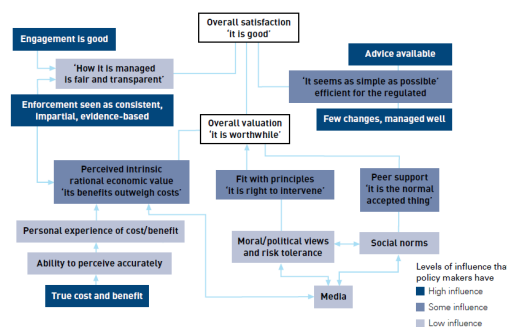 Overall satisfaction
'it is good'
Engagement is good
'How it is managed
is fair and transparent'
Advice available
'It seems as simple as possible'
efficient for the regulated
Enforcement seen as consistent,
impartial, evidence-based
Few changes, managed well
Overall valuation
'it is worthwhile'
Perceived intrinsic
rational economic value
'its benefits outweigh costs'
Fit with principles
'it is right to intervene'
Peer support
'it is the normal
accepted thing'
Personal experience of cost/benefit
Moral/political views
and risk tolerance
Social norms
Ability to perceive accurately
Media
True cost and benefit
Levels of influence tha
policy makers have
High influence
Some influence
Low influence